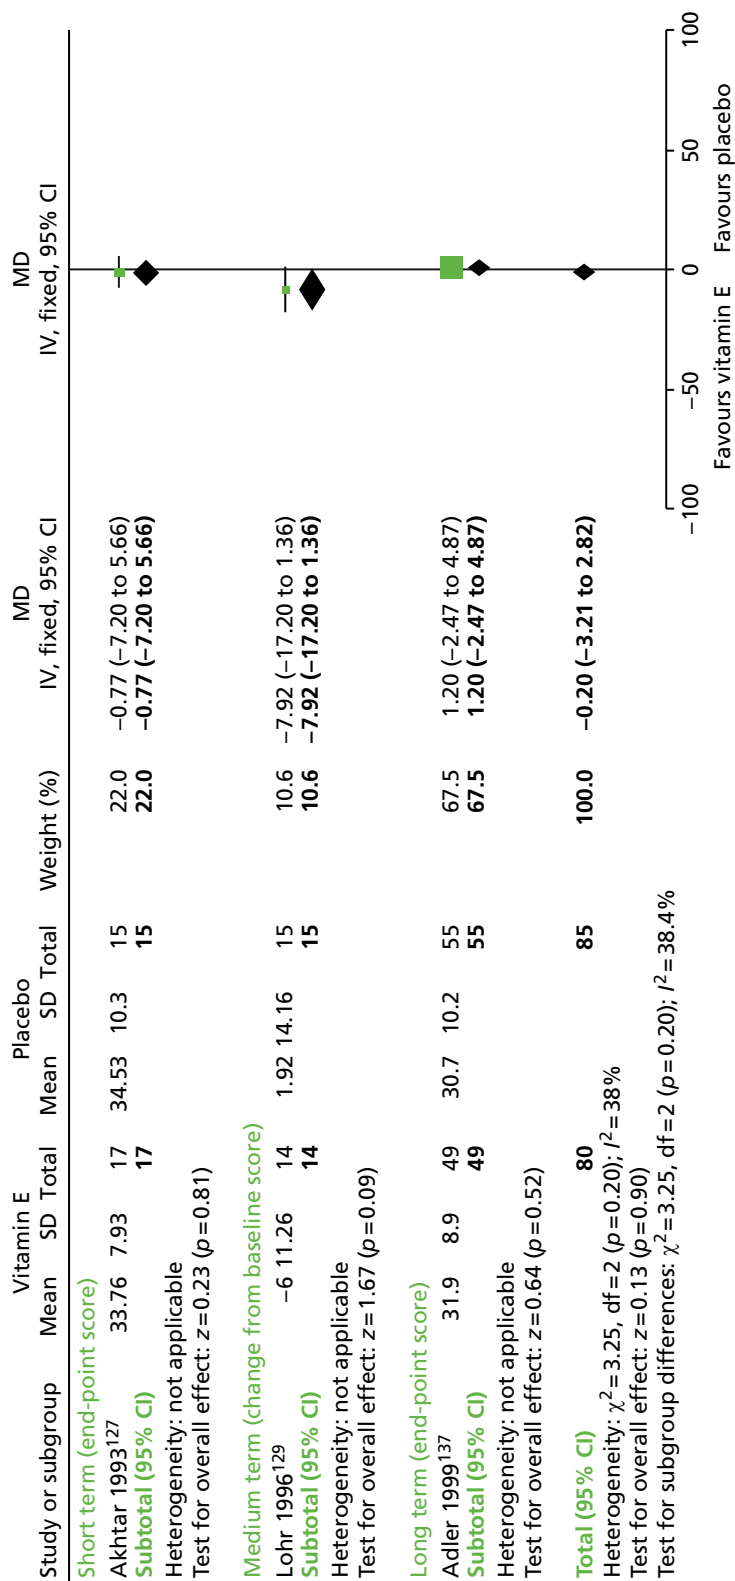 Vitamin E Placebo MD MD
Study or subgroup Mean SD Total Mean SD Total Weight (%) IV, fixed, 95% CI IV, fixed, 95% CI
Short term (end-point score)
Akhtar 1993¹²⁷ 33.76 7.93 17 34.53 10.3 15 22.0 −0.77 (−7.20 to 5.66)
Subtotal (95% CI) 17 15 22.0 −0.77 (−7.20 to 5.66)
Heterogeneity: not applicable
Test for overall effect: z=0.23 (p=0.81)
Medium term (change from baseline score)
Lohr 1996¹²⁹ −6 11.26 14 1.92 14.16 15 10.6 −7.92 (−17.20 to 1.36)
Subtotal (95% CI) 14 15 10.6 −7.92 (−17.20 to 1.36)
Heterogeneity: not applicable
Test for overall effect: z=1.67 (p=0.09)
Long term (end-point score)
Adler 1999¹³⁷ 31.9 8.9 49 30.7 10.2 55 67.5 1.20 (−2.47 to 4.87)
Subtotal (95% CI) 49 55 67.5 1.20 (−2.47 to 4.87)
Heterogeneity: not applicable
Test for overall effect: z=0.64 (p=0.52)
Total (95% CI) 80 85 100.0 −0.20 (−3.21 to 2.82)
Heterogeneity: χ²=3.25, df=2 (p=0.20); I²=38%
Test for overall effect: z=0.13 (p=0.90)
Test for subgroup differences: χ²=3.25, df=2 (p=0.20); I²=38.4%
−100 −50 0 50 100
Favours vitamin E Favours placebo